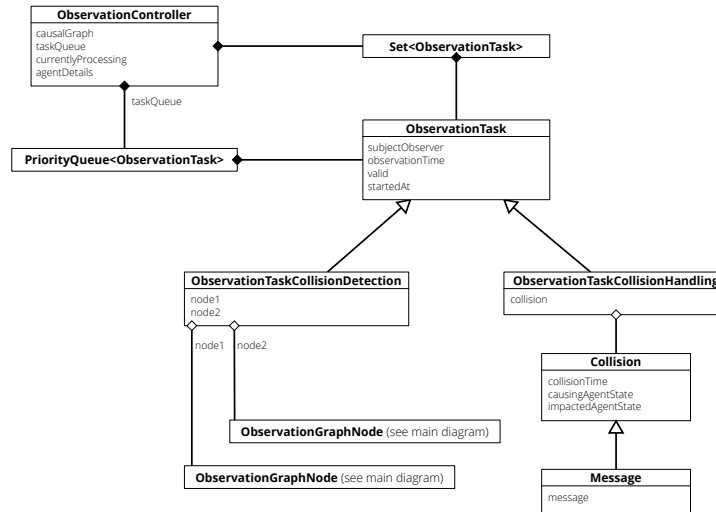 ObservationController
causalGraph
taskQueue
currentlyProcessing
agentDetails
Set<ObservationTask>
taskQueue
ObservationTask
subjectObserver
observationTime
valid
startedAt
PriorityQueue<ObservationTask>
ObservationTaskCollisionDetection
node1
node2
ObservationTaskCollisionHandling
collision
node1 node2
Collision
collisionTime
causingAgentState
impactedAgentState
ObservationGraphNode (see main diagram)
ObservationGraphNode (see main diagram)
Message
message